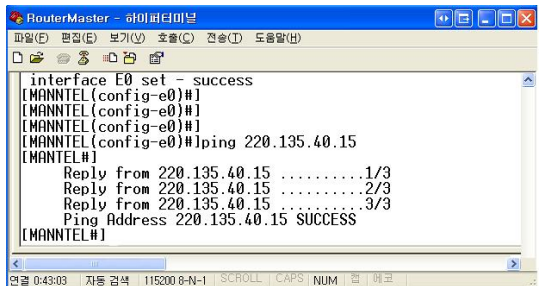 RouterMaster - 하이퍼터미널
파일(F) 편집(E) 보기(V) 호출(C) 전송(T) 도움말(H)
interface E0 set - success
[MANNTEL(config-e0)#]
[MANNTEL(config-e0)#]
[MANNTEL(config-e0)#]
[MANNTEL(config-e0)#]ping 220.135.40.15
[MANTEL#]
Reply from 220.135.40.15 ..........1/3
Reply from 220.135.40.15 ..........2/3
Reply from 220.135.40.15 ..........3/3
Ping Address 220.135.40.15 SUCCESS
[MANNTEL#]
연결 0:43:03 자동 검색 115200 8-N-1 SCROLL CAPS NUM 캡 에코